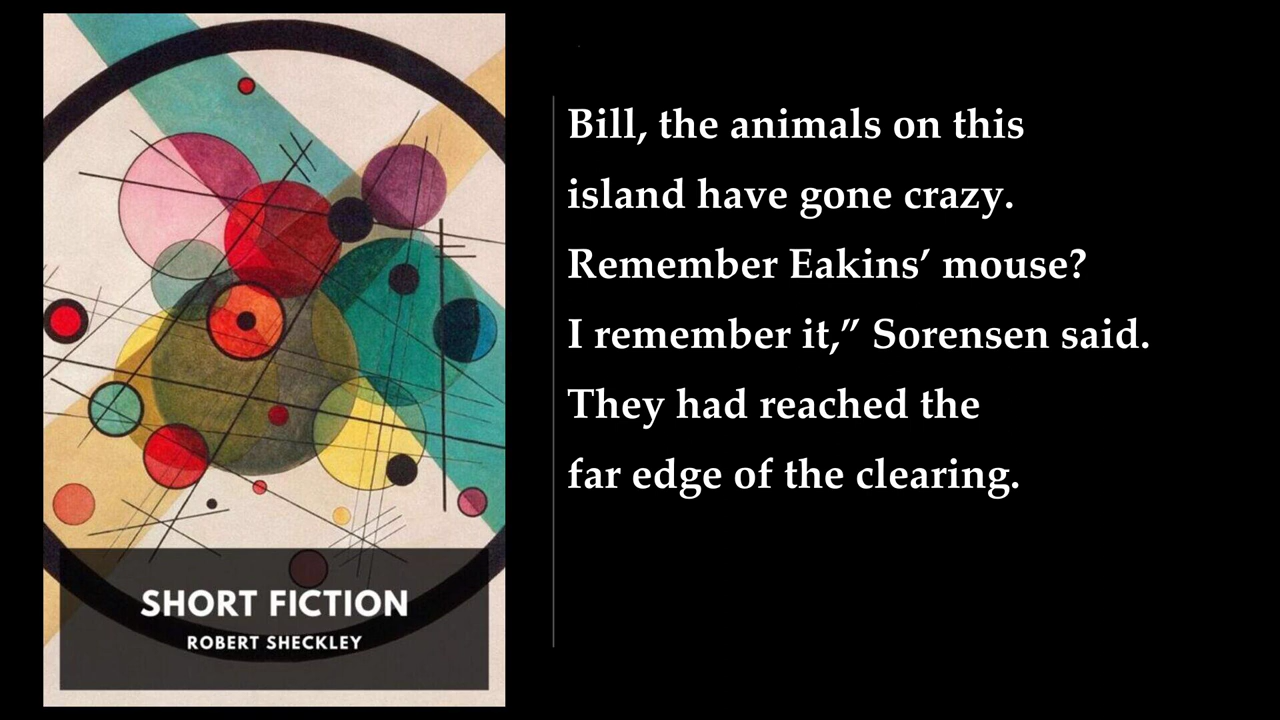 SHORT FICTION
ROBERT SHECKLEY
Bill, the animals on this
island have gone crazy.
Remember Eakins’ mouse?
I remember it,” Sorensen said.
They had reached the
far edge of the clearing.